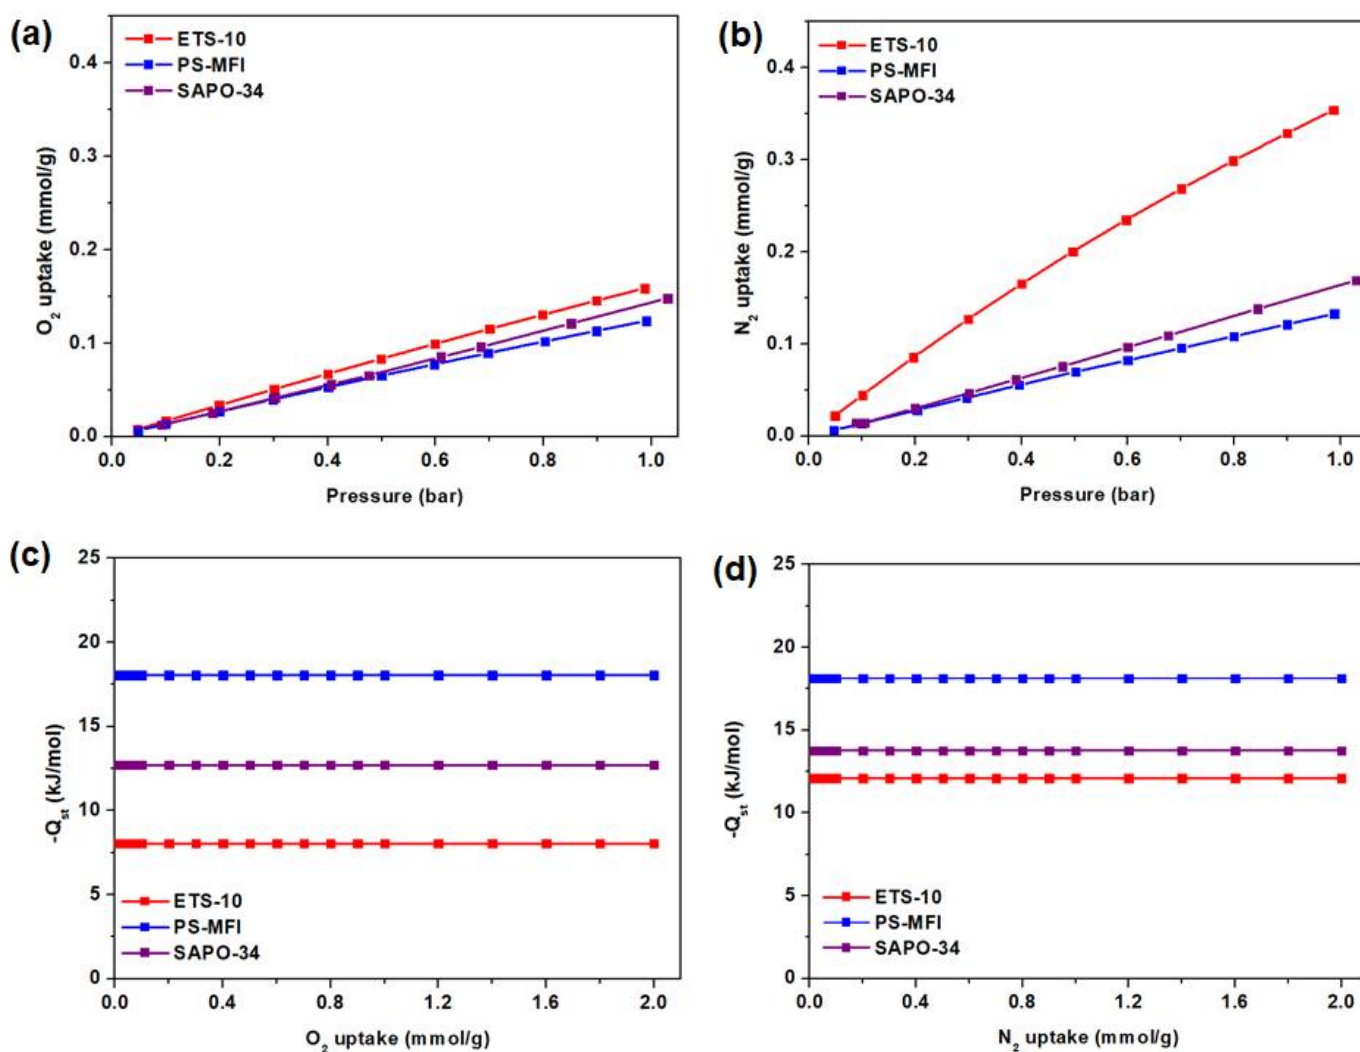 (a)
ETS-10
PS-MFI
SAPO-34
O2 uptake (mmol/g)
0.4
0.3
0.2
0.1
0.0
0.0 0.2 0.4 0.6 0.8 1.0
Pressure (bar)
(b)
ETS-10
PS-MFI
SAPO-34
N2 uptake (mmol/g)
0.4
0.3
0.2
0.1
0.0
0.0 0.2 0.4 0.6 0.8 1.0
Pressure (bar)
(c)
-Qst (kJ/mol)
25
20
15
10
5
0
ETS-10
PS-MFI
SAPO-34
0.0 0.4 0.8 1.2 1.6 2.0
O2 uptake (mmol/g)
(d)
-Qst (kJ/mol)
25
20
15
10
5
0
ETS-10
PS-MFI
SAPO-34
0.0 0.4 0.8 1.2 1.6 2.0
N2 uptake (mmol/g)